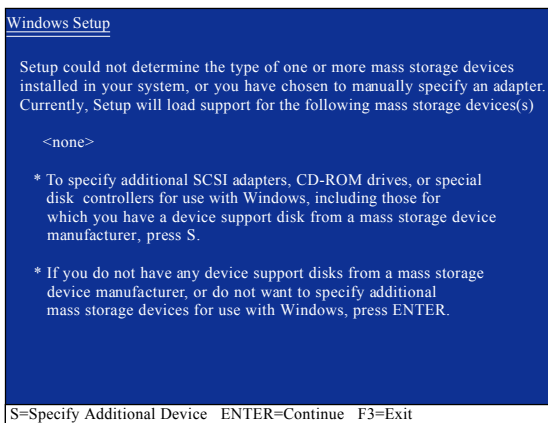 Windows Setup
Setup could not determine the type of one or more mass storage devices
installed in your system, or you have chosen to manually specify an adapter.
Currently, Setup will load support for the following mass storage devices(s)
<none>
* To specify additional SCSI adapters, CD-ROM drives, or special
disk controllers for use with Windows, including those for
which you have a device support disk from a mass storage device
manufacturer, press S.
* If you do not have any device support disks from a mass storage
device manufacturer, or do not want to specify additional
mass storage devices for use with Windows, press ENTER.
S=Specify Additional Device ENTER=Continue F3=Exit